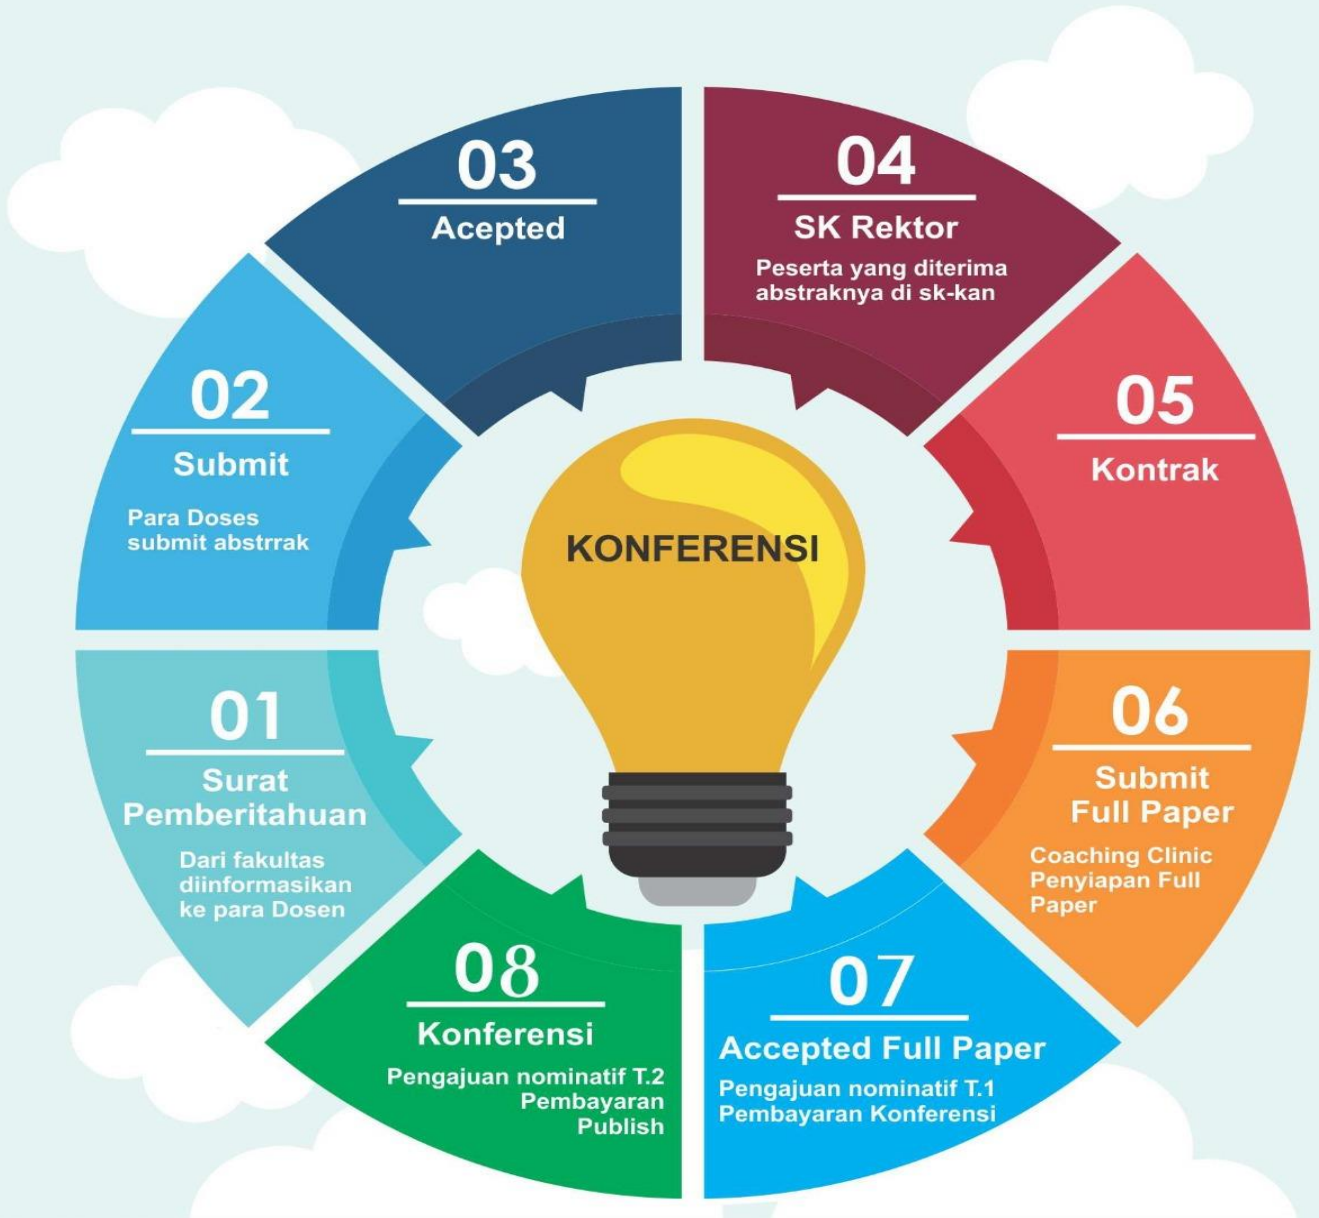 03
Acepted
04
SK Rektor
Peserta yang diterima
abstraknya di sk-kan
02
Submit
Para Doses
submit abstrrak
05
Kontrak
KONFERENSI
01
Surat
Pemberitahuan
Dari fakultas
diinformasikan
ke para Dosen
06
Submit
Full Paper
Coaching Clinic
Penyiapan Full
Paper
08
Konferensi
Pengajuan nominatif T.2
Pembayaran
Publish
07
Accepted Full Paper
Pengajuan nominatif T.1
Pembayaran Konferensi